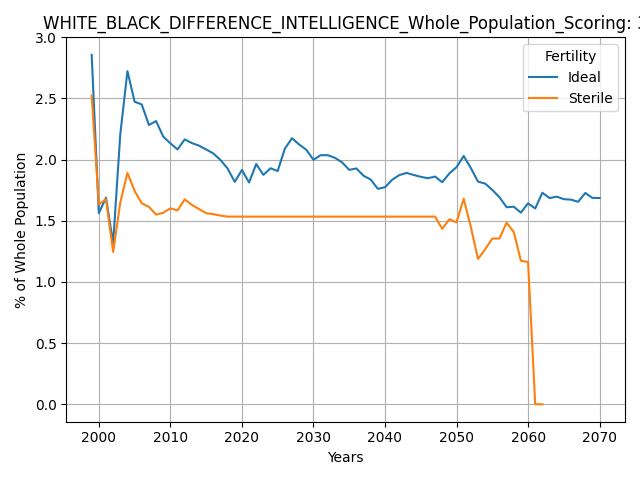 WHITE_BLACK_DIFFERENCE_INTELLIGENCE_Whole_Population_Scoring:
3.0
2.5
2.0
1.5
1.0
0.5
0.0
% of Whole Population
Fertility
Ideal
Sterile
2000 2010 2020 2030 2040 2050 2060 2070
Years